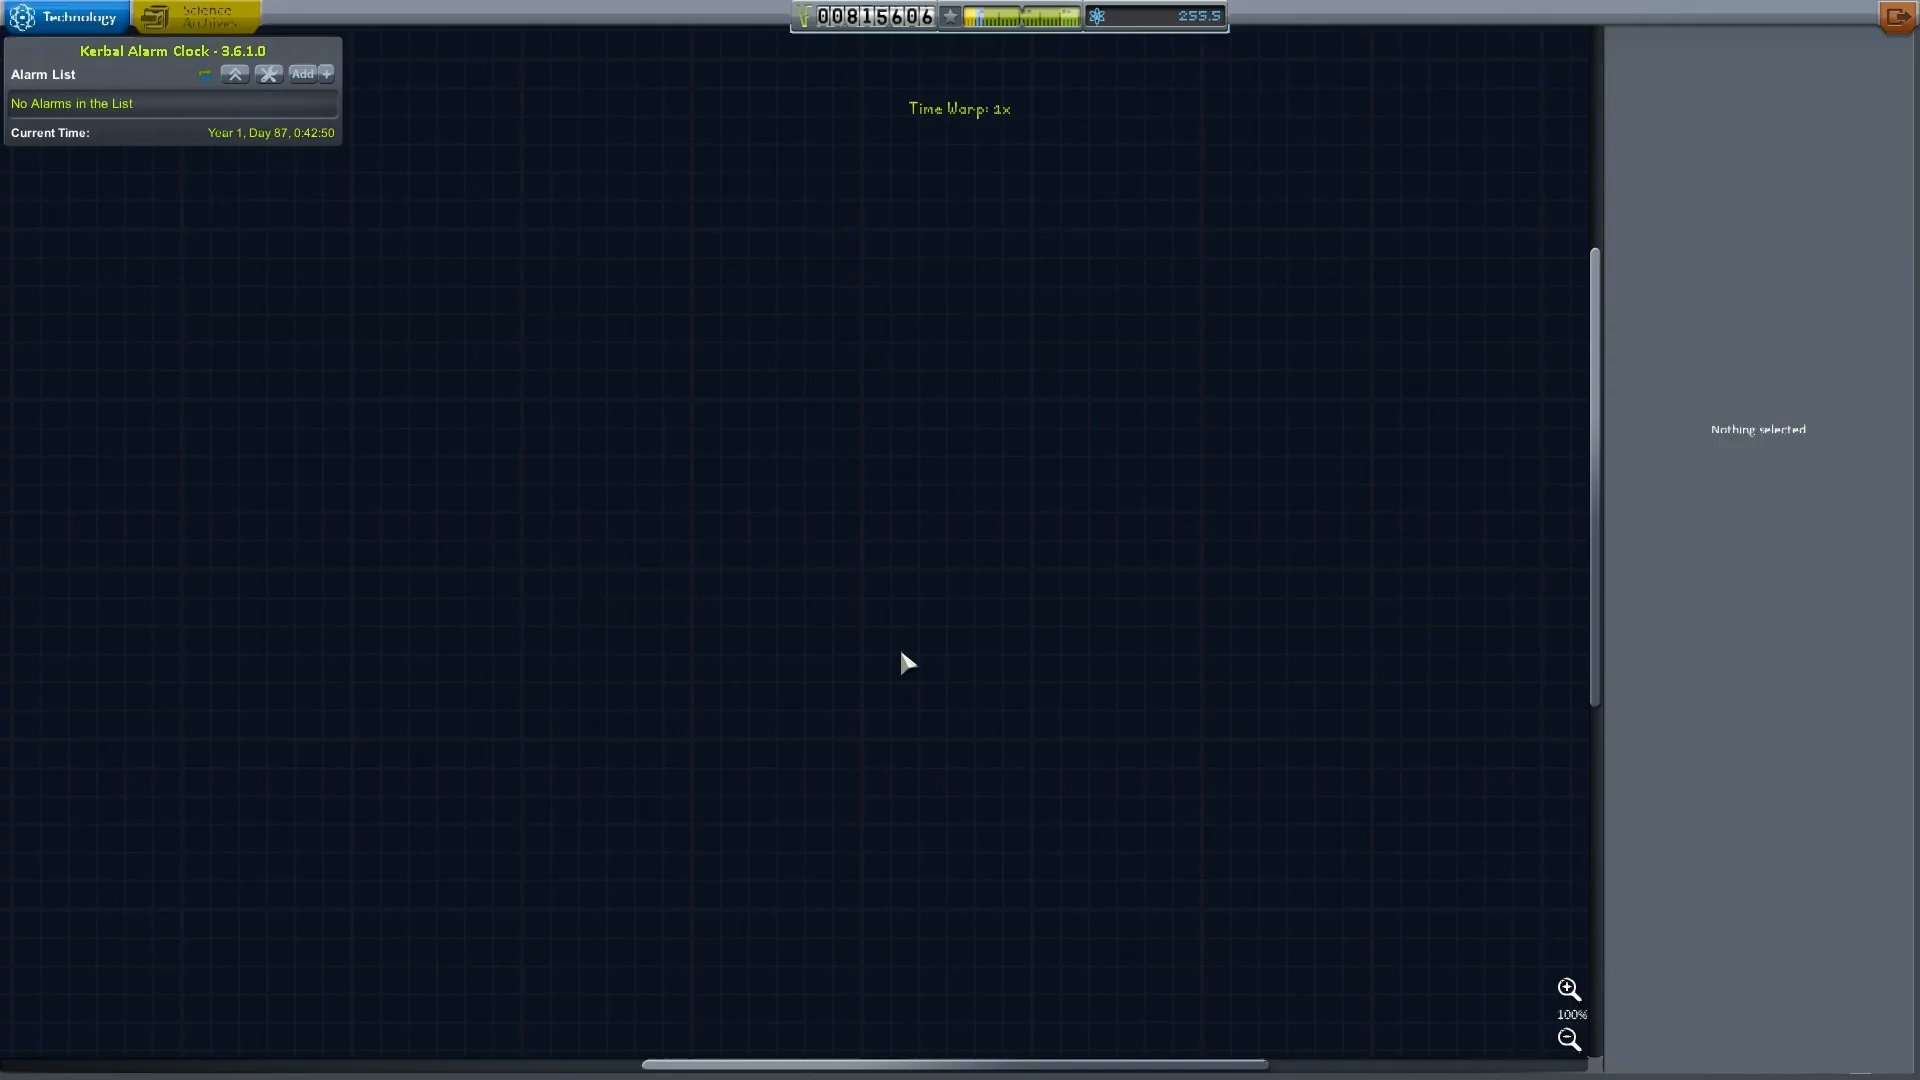 Technology
Science
Archives
00815606
255.5
Kerbal Alarm Clock - 3.6.1.0
Alarm List
Add +
No Alarms in the List
Current Time:
Year 1, Day 87, 0:42:50
Time Warp: 1x
Nothing selected
100%